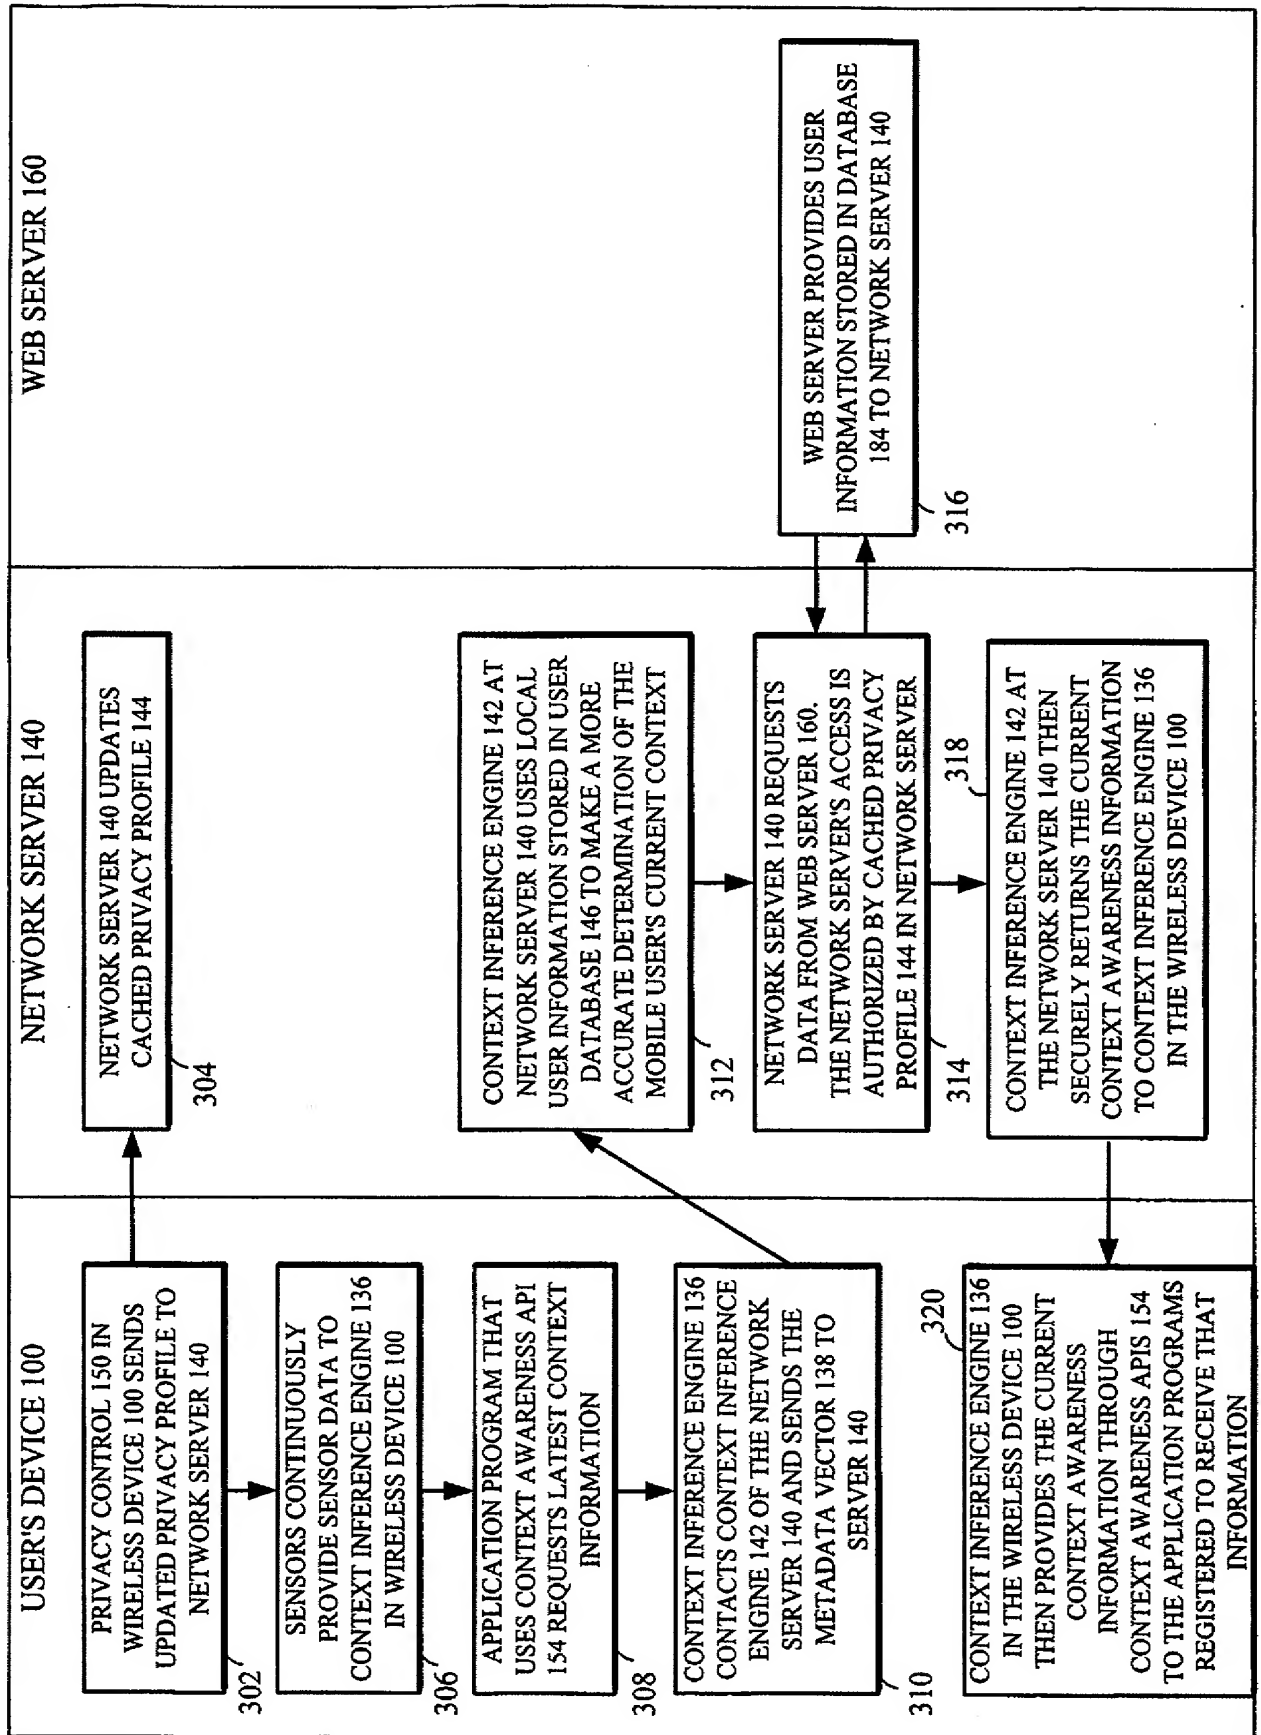 USER'S DEVICE 100
PRIVACY CONTROL 150 IN
WIRELESS DEVICE 100 SENDS
UPDATED PRIVACY PROFILE TO
NETWORK SERVER 140
302
SENSORS CONTINUOUSLY
PROVIDE SENSOR DATA TO
CONTEXT INFERENCE ENGINE 136
IN WIRELESS DEVICE 100
306
APPLICATION PROGRAM THAT
USES CONTEXT AWARENESS API
154 REQUESTS LATEST CONTEXT
INFORMATION
308
CONTEXT INFERENCE ENGINE 136
CONTACTS CONTEXT INFERENCE
ENGINE 142 OF THE NETWORK
SERVER 140 AND SENDS THE
METADATA VECTOR 138 TO
SERVER 140
310
320
CONTEXT INFERENCE ENGINE 136
IN THE WIRELESS DEVICE 100
THEN PROVIDES THE CURRENT
CONTEXT AWARENESS
INFORMATION THROUGH
CONTEXT AWARENESS APIS 154
TO THE APPLICATION PROGRAMS
REGISTERED TO RECEIVE THAT
INFORMATION
NETWORK SERVER 140
NETWORK SERVER 140 UPDATES
CACHED PRIVACY PROFILE 144
304
CONTEXT INFERENCE ENGINE 142 AT
NETWORK SERVER 140 USES LOCAL
USER INFORMATION STORED IN USER
DATABASE 146 TO MAKE A MORE
ACCURATE DETERMINATION OF THE
MOBILE USER'S CURRENT CONTEXT
312
NETWORK SERVER 140 REQUESTS
DATA FROM WEB SERVER 160.
THE NETWORK SERVER'S ACCESS IS
AUTHORIZED BY CACHED PRIVACY
PROFILE 144 IN NETWORK SERVER
314
318
CONTEXT INFERENCE ENGINE 142 AT
THE NETWORK SERVER 140 THEN
SECURELY RETURNS THE CURRENT
CONTEXT AWARENESS INFORMATION
TO CONTEXT INFERENCE ENGINE 136
IN THE WIRELESS DEVICE 100
WEB SERVER 160
WEB SERVER PROVIDES USER
INFORMATION STORED IN DATABASE
184 TO NETWORK SERVER 140
316